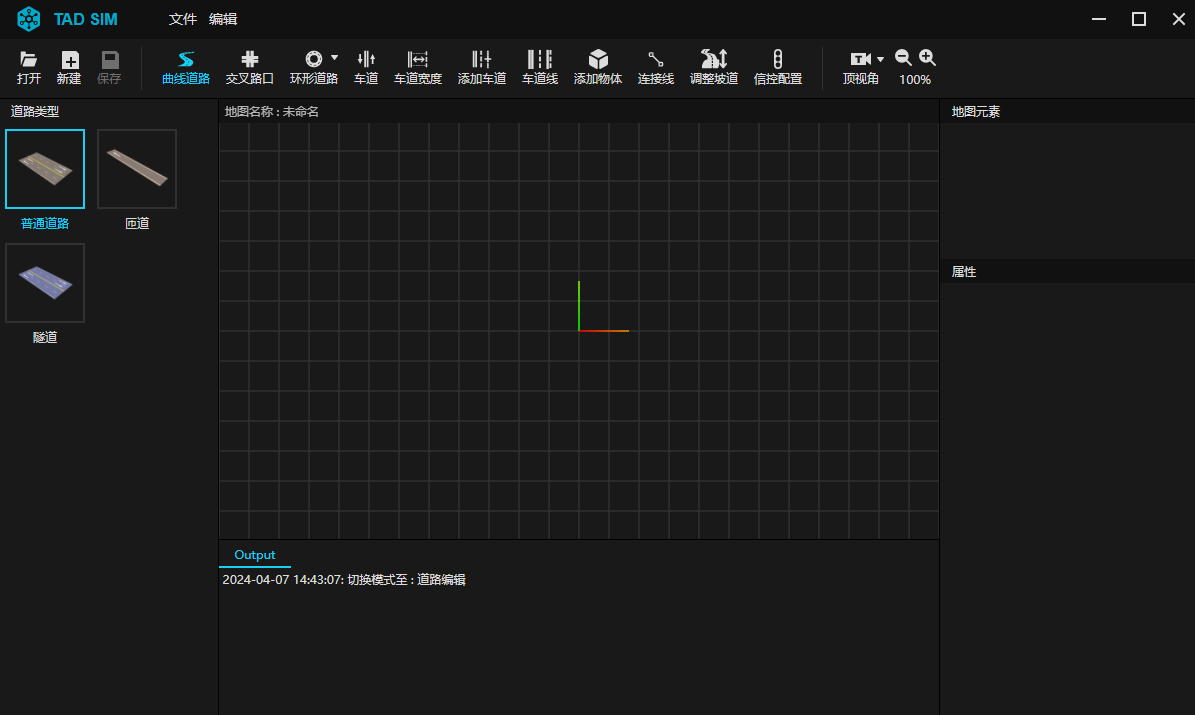 TAD SIM 文件 编辑
打开 新建 保存 曲线道路 交叉路口 环形道路 车道 车道宽度 添加车道 车道线 添加物体 连接线 调整坡道 信控配置 顶视角 100%
道路类型
普通道路 匝道
隧道
地图名称 : 未命名
Output
2024-04-07 14:43:07: 切换模式至 : 道路编辑
地图元素
属性